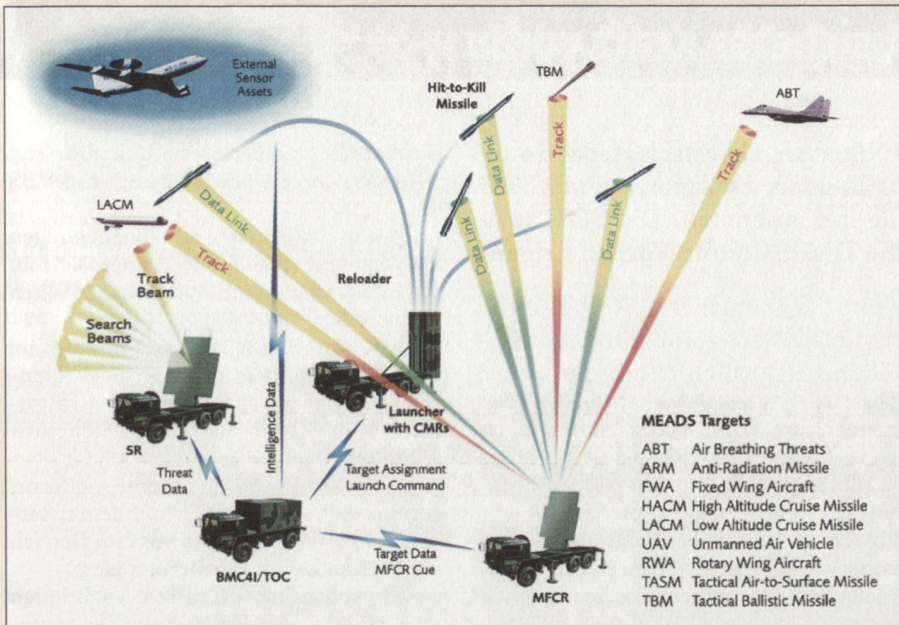 External
Sensor
Assets
Hit-to-Kill
Missile
TBM
ABT
LACM
Data Link
Track
Data Link
Data Link
Track
Data Link
Track
Track
Beam
Search
Beams
Reloader
Launcher
with CMRs
SR
Threat
Data
Intelligence Data
Target Assignment
Launch Command
BMC4I/TOC
Target Data
MFCR Cue
MFCR
MEADS Targets
ABT Air Breathing Threats
ARM Anti-Radiation Missile
FWA Fixed Wing Aircraft
HACM High Altitude Cruise Missile
LACM Low Altitude Cruise Missile
UAV Unmanned Air Vehicle
RWA Rotary Wing Aircraft
TASM Tactical Air-to-Surface Missile
TBM Tactical Ballistic Missile